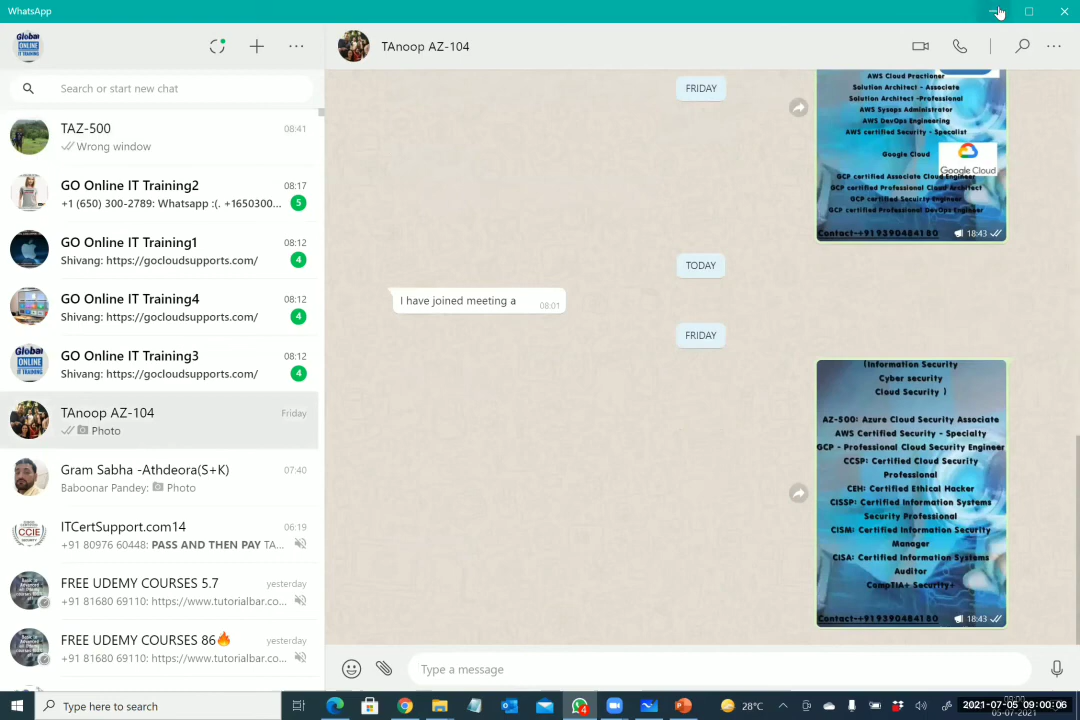 WhatsApp
Global
ONLINE
IT TRAINING
TAnoop AZ-104
Search or start new chat
TAZ-500
08:41
Wrong window
GO Online IT Training2
08:17
+1 (650) 300-2789: Whatsapp :(. +1650300...
5
GO Online IT Training1
08:12
Shivang: https://gocloudsupports.com/
4
GO Online IT Training4
08:12
Shivang: https://gocloudsupports.com/
4
Global
ONLINE
IT TRAINING
GO Online IT Training3
08:12
Shivang: https://gocloudsupports.com/
4
TAnoop AZ-104
Friday
Photo
Gram Sabha -Athdeora(S+K)
07:40
Baboonar Pandey: Photo
CCIE
ITCertSupport.com14
06:19
+91 80976 60448: PASS AND THEN PAY TA...
FREE UDEMY COURSES 5.7
yesterday
+91 81680 69110: https://www.tutorialbar.co...
FREE UDEMY COURSES 86🔥
yesterday
+91 81680 69110: https://www.tutorialbar.co...
FRIDAY
AWS Cloud Practioner
Solution Architect - Associate
Solution Architect -Professional
AWS Sysops Administrator
AWS DevOps Engineering
AWS certified Security - Specalist
Google Cloud
Google Cloud
GCP certified Associate Cloud Engineer
GCP certified Professional Cloud Architect
GCP certified Secuirty Engineer
GCP certified Professional DevOps Engineer
Contact-+919390484180
18:43
TODAY
I have joined meeting a
08:01
FRIDAY
(Information Security
Cyber security
Cloud Security )
AZ-500: Azure Cloud Security Associate
AWS Certified Security - Specialty
GCP - Professional Cloud Security Engineer
CCSP: Certified Cloud Security
Professional
CEH: Certified Ethical Hacker
CISSP: Certified Information Systems
Security Professional
CISM: Certified Information Security
Manager
CISA: Certified Information Systems
Auditor
CompTIA+ Security+
Contact-+919390484180
18:43
Type a message
Type here to search
4
28°C
2021-07-05 09:00:06